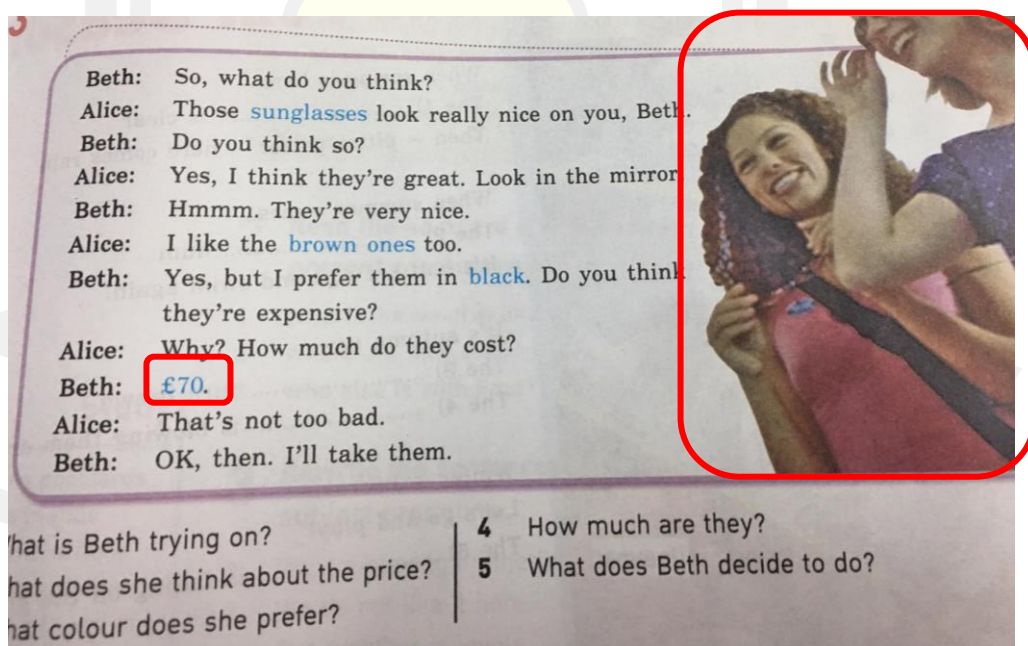 Beth: So, what do you think?
Alice: Those sunglasses look really nice on you, Beth.
Beth: Do you think so?
Alice: Yes, I think they're great. Look in the mirror
Beth: Hmmm. They're very nice.
Alice: I like the brown ones too.
Beth: Yes, but I prefer them in black. Do you think
they're expensive?
Alice: Why? How much do they cost?
Beth: £70.
Alice: That's not too bad.
Beth: OK, then. I'll take them.
hat is Beth trying on?
hat does she think about the price?
hat colour does she prefer?
4 How much are they?
5 What does Beth decide to do?